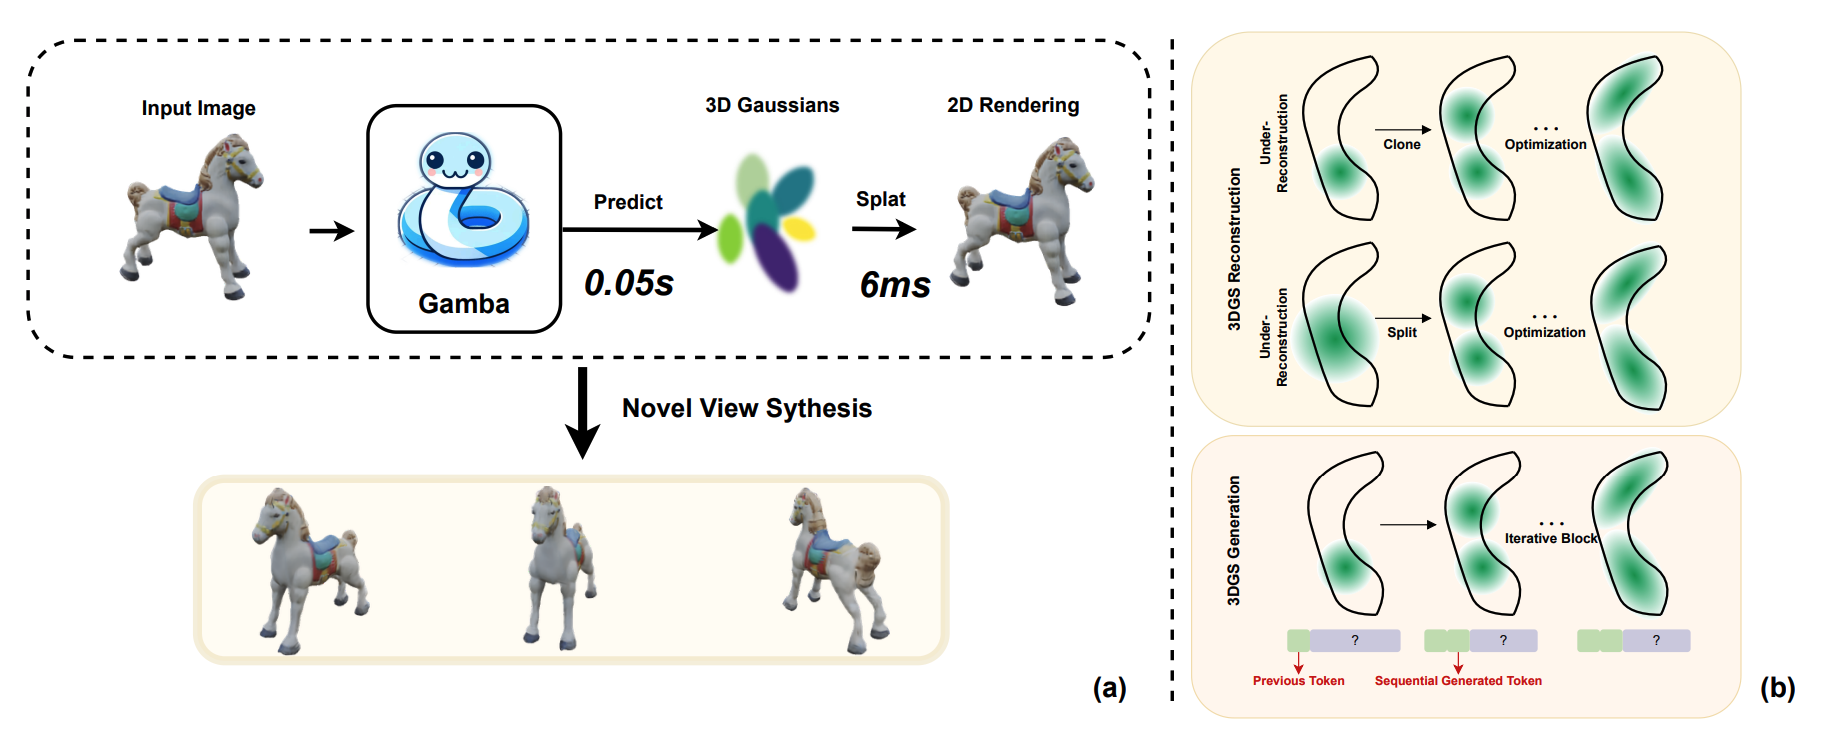 Input Image
Gamba
Predict
0.05s
3D Gaussians
Splat
6ms
2D Rendering
Novel View Sythesis
(a)
3DGS Reconstruction
Under-
Reconstruction
Clone
...
Optimization
Under-
Reconstruction
Split
...
Optimization
3DGS Generation
...
Iterative Block
?
?
?
Previous Token
Sequential Generated Token
(b)